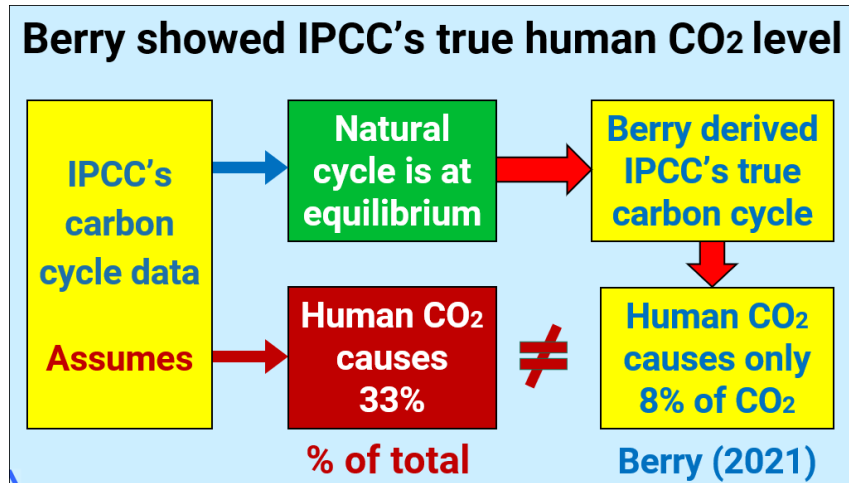 Berry showed IPCC's true human CO2 level
IPCC's
carbon
cycle data
Assumes
Natural
cycle is at
equilibrium
Berry derived
IPCC's true
carbon cycle
Human CO2
causes
33%
≠
Human CO2
causes only
8% of CO2
% of total
Berry (2021)